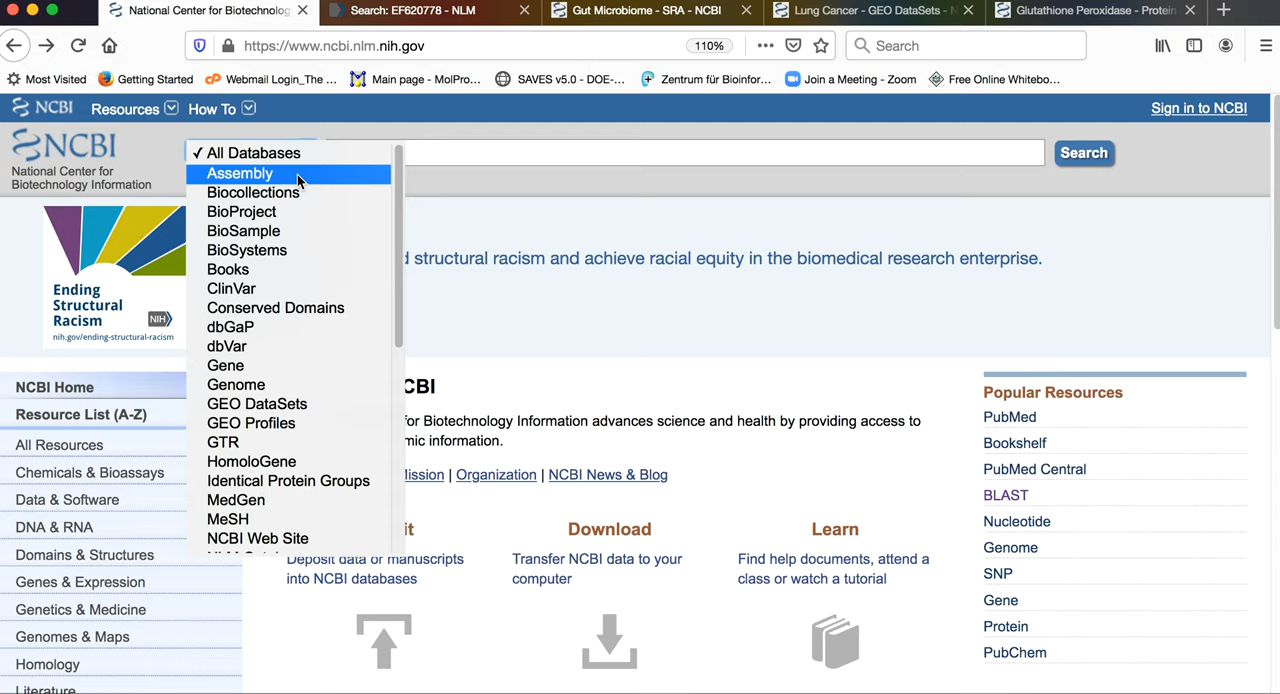 National Center for Biotechnolog
Search: EF620778 - NLM
Gut Microbiome - SRA - NCBI
Lung Cancer - GEO DataSets -
Glutathione Peroxidase - Protein
https://www.ncbi.nlm.nih.gov
110%
Search
Most Visited
Getting Started
Webmail Login_The ...
Main page - MolPro...
SAVES v5.0 - DOE-...
Zentrum für Bioinfor...
Join a Meeting - Zoom
Free Online Whitebo...
NCBI
Resources
How To
Sign in to NCBI
NCBI
National Center for
Biotechnology Information
✓ All Databases
Assembly
Biocollections
BioProject
BioSample
BioSystems
Books
ClinVar
Conserved Domains
dbGaP
dbVar
Gene
Genome
GEO DataSets
GEO Profiles
GTR
HomoloGene
Identical Protein Groups
MedGen
MeSH
NCBI Web Site
Search
Ending
Structural
Racism
NIH
nih.gov/ending-structural-racism
d structural racism and achieve racial equity in the biomedical research enterprise.
NCBI Home
Resource List (A-Z)
All Resources
Chemicals & Bioassays
Data & Software
DNA & RNA
Domains & Structures
Genes & Expression
Genetics & Medicine
Genomes & Maps
Homology
Literature
CBI
for Biotechnology Information advances science and health by providing access to
mic information.
ission | Organization | NCBI News & Blog
it
Deposit data or manuscripts
into NCBI databases
Download
Transfer NCBI data to your
computer
Learn
Find help documents, attend a
class or watch a tutorial
Popular Resources
PubMed
Bookshelf
PubMed Central
BLAST
Nucleotide
Genome
SNP
Gene
Protein
PubChem